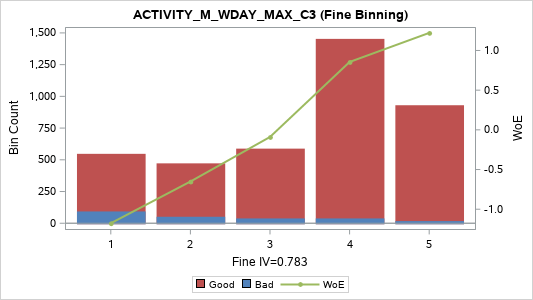 ACTIVITY_M_WDAY_MAX_C3 (Fine Binning)
1,500
1,250
1,000
750
500
250
0
Bin Count
1.0
0.5
0.0
-0.5
-1.0
WoE
1 2 3 4 5
Fine IV=0.783
Good Bad WoE